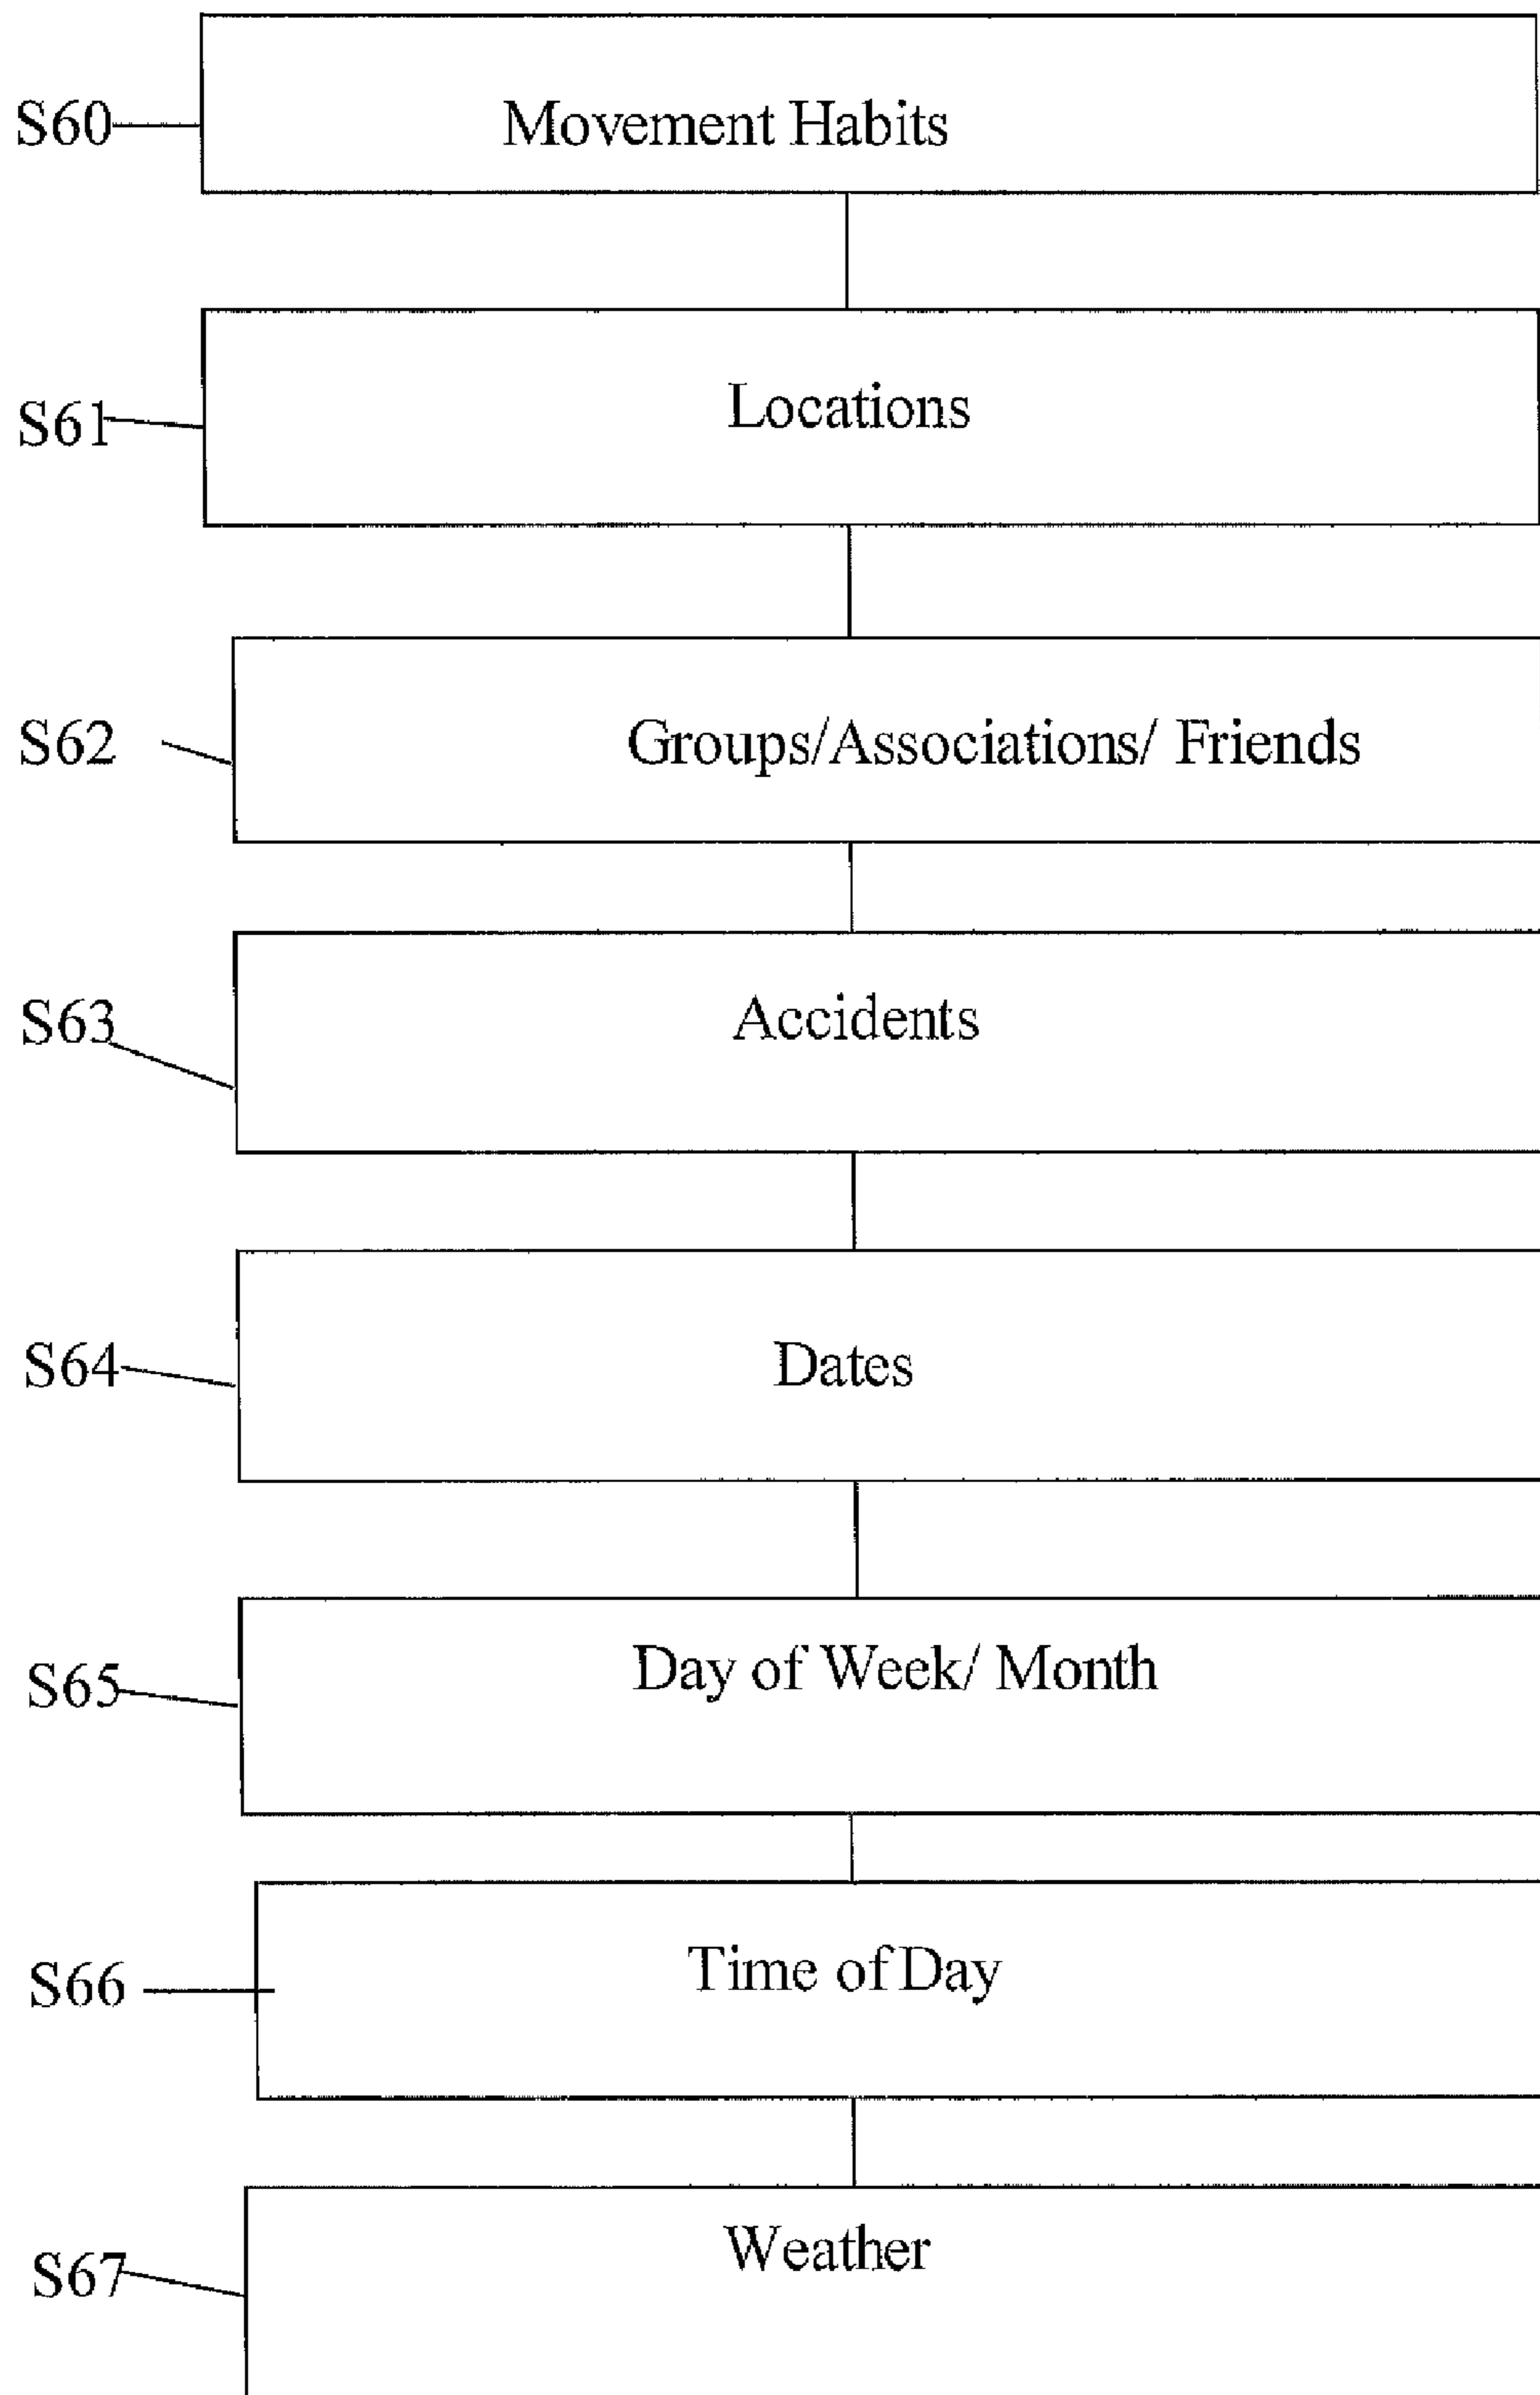 S60 Movement Habits
S61 Locations
S62 Groups/Associations/ Friends
S63 Accidents
S64 Dates
S65 Day of Week/ Month
S66 Time of Day
S67 Weather